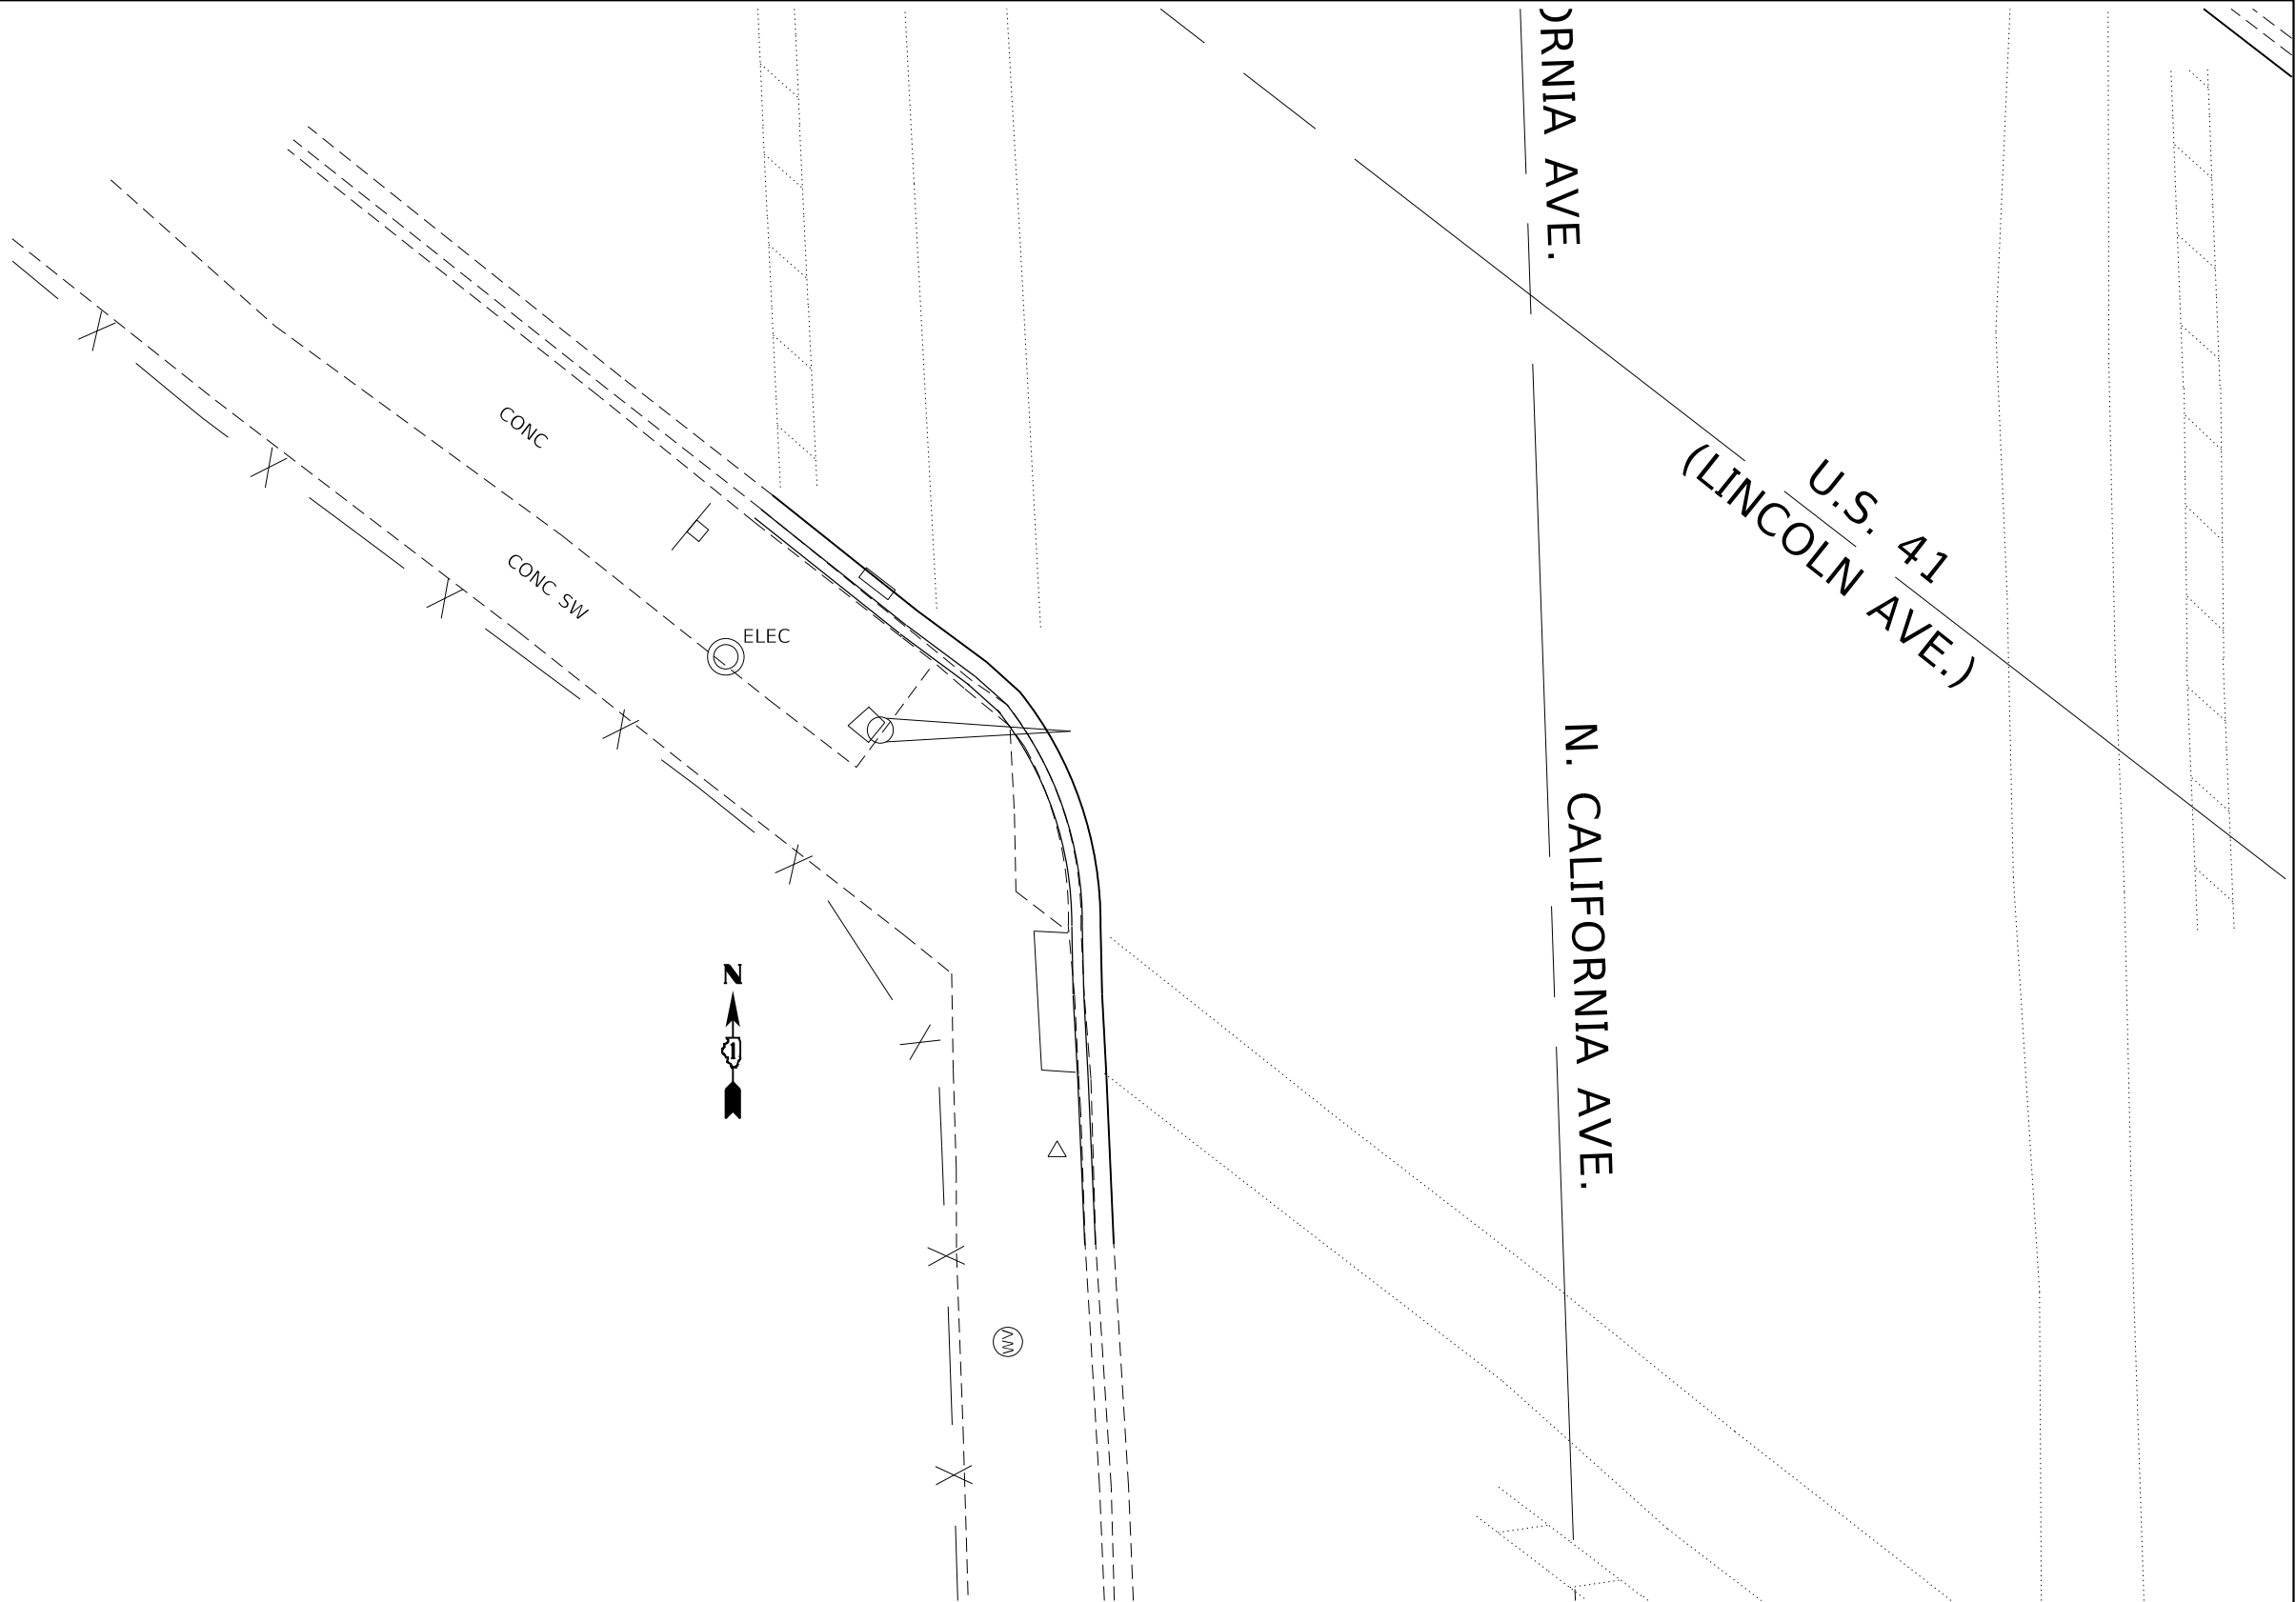 ORNIA AVE.
U.S. 41
(LINCOLN AVE.)
CONC
CONC SW
ELEC
N. CALIFORNIA AVE.
N
1
W